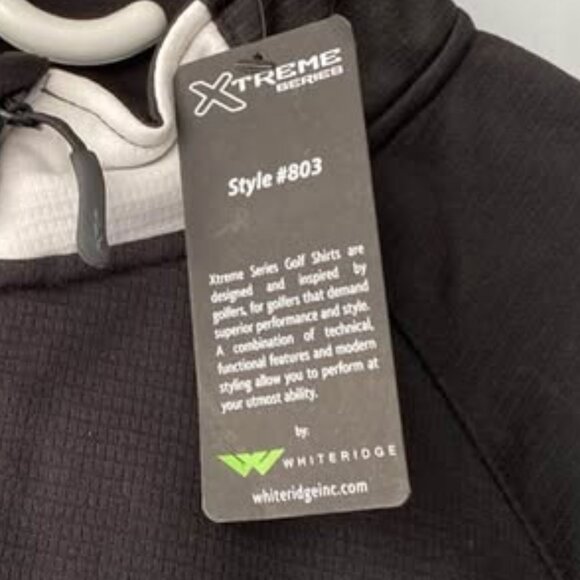 XTREME
SERIES
Style #803
Xtreme Series Golf Shirts are
designed and inspired by
golfers, for golfers that demand
superior performance and style.
A combination of technical,
functional features and modern
styling allow you to perform at
your utmost ability.
by:
WHITERIDGE
whiteridgeinc.com